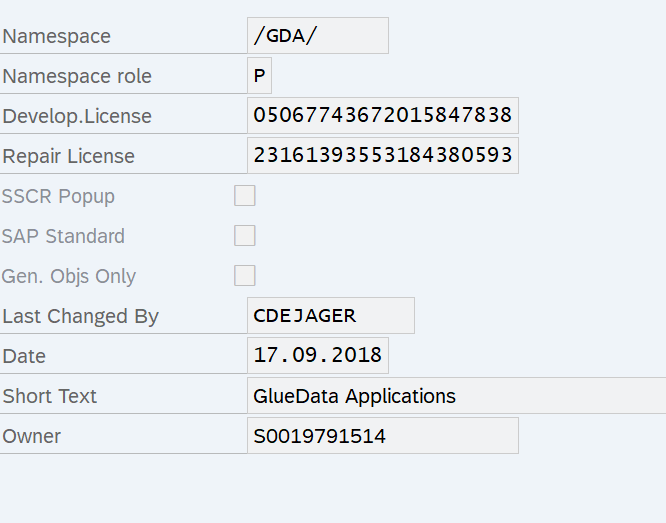 Namespace /GDA/
Namespace role P
Develop.License 05067743672015847838
Repair License 23161393553184380593
SSCR Popup
SAP Standard
Gen. Objs Only
Last Changed By CDEJAGER
Date 17.09.2018
Short Text GlueData Applications
Owner S0019791514